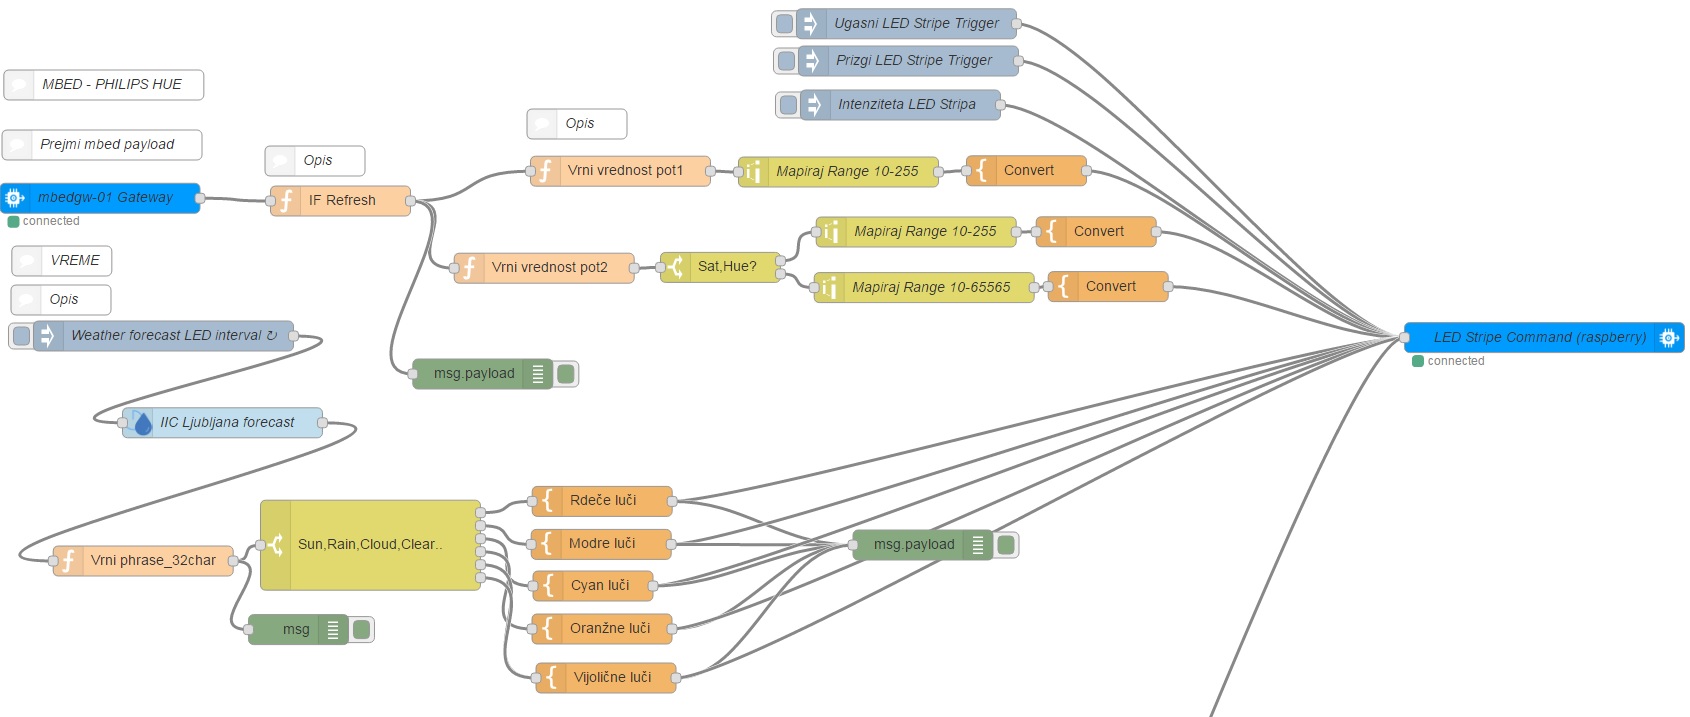 Ugasni LED Stripe Trigger
Prizgi LED Stripe Trigger
MBED - PHILIPS HUE
Intenziteta LED Stripa
Opis
Prejmi mbed payload
Opis
Vrni vrednost pot1
Mapiraj Range 10-255
Convert
mbedgw-01 Gateway
IF Refresh
connected
Mapiraj Range 10-255
Convert
VREME
Vrni vrednost pot2
Sat,Hue?
Mapiraj Range 10-65565
Convert
Opis
Weather forecast LED interval ↻
LED Stripe Command (raspberry)
connected
msg.payload
IIC Ljubljana forecast
Rdeče luči
Sun,Rain,Cloud,Clear..
Modre luči
msg.payload
Vrni phrase_32char
Cyan luči
msg
Oranžne luči
Vijolične luči